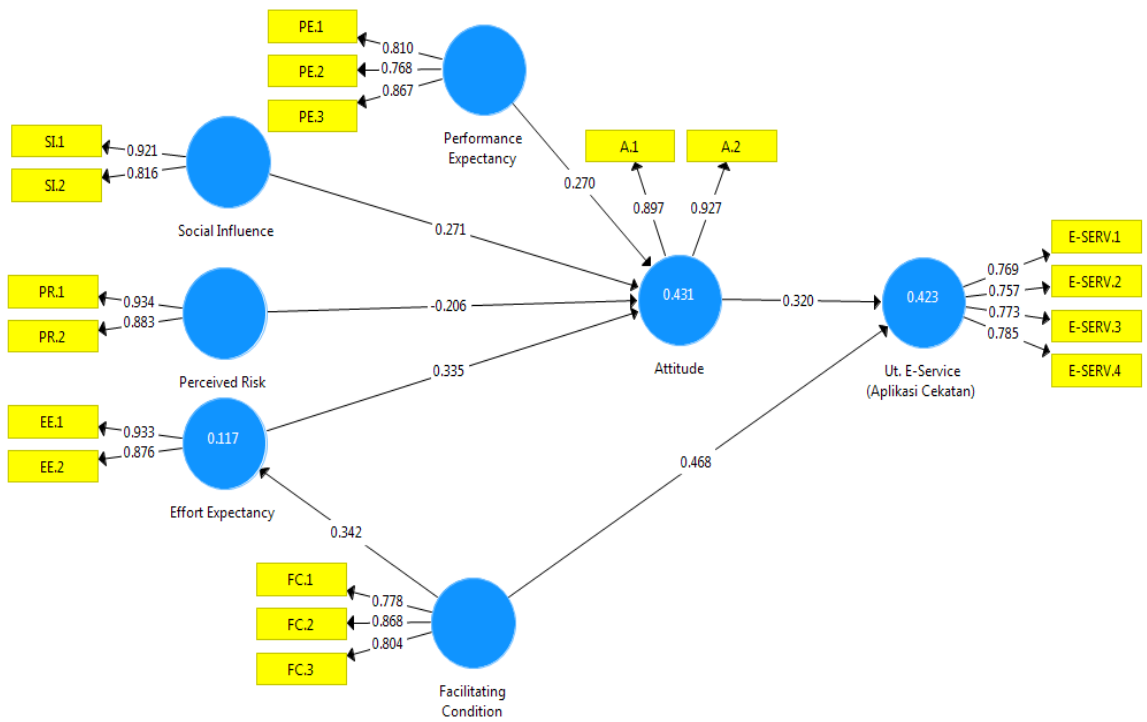 PE.1
0.810
PE.2
0.768
PE.3
0.867
Performance
Expectancy
SI.1
0.921
SI.2
0.816
Social Influence
A.1
A.2
0.897
0.927
0.270
0.271
PR.1
0.934
PR.2
0.883
Perceived Risk
-0.206
0.431
Attitude
0.320
0.423
Ut. E-Service
(Aplikasi Cekatan)
E-SERV.1
0.769
E-SERV.2
0.757
E-SERV.3
0.773
E-SERV.4
0.785
0.335
EE.1
0.933
EE.2
0.876
0.117
Effort Expectancy
0.342
0.468
FC.1
0.778
FC.2
0.868
FC.3
0.804
Facilitating
Condition